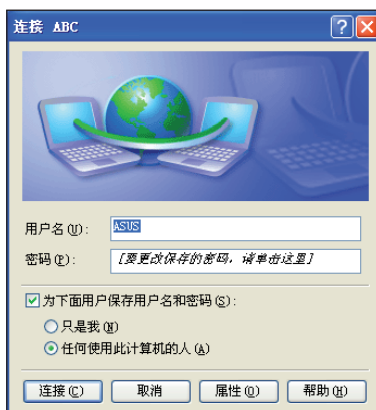 连接 ABC
用户名(U): ASUS
密码(P): [要更改保存的密码，请单击这里]
为下面用户保存用户名和密码(S):
只是我(N)
任何使用此计算机的人(A)
连接(C) 取消 属性(O) 帮助(H)